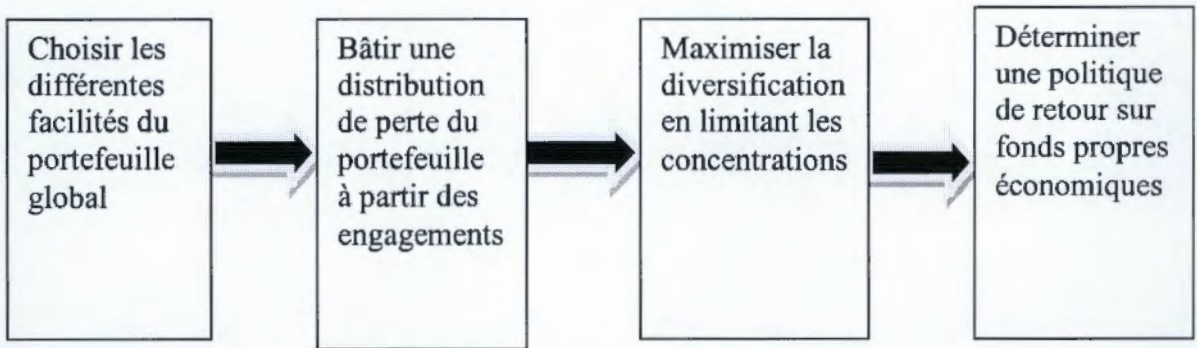 Choisir les
différentes
facilités du
portefeuille
global
Bâtir une
distribution
de perte du
portefeuille
à partir des
engagements
Maximiser la
diversification
en limitant les
concentrations
Déterminer
une politique
de retour sur
fonds propres
économiques